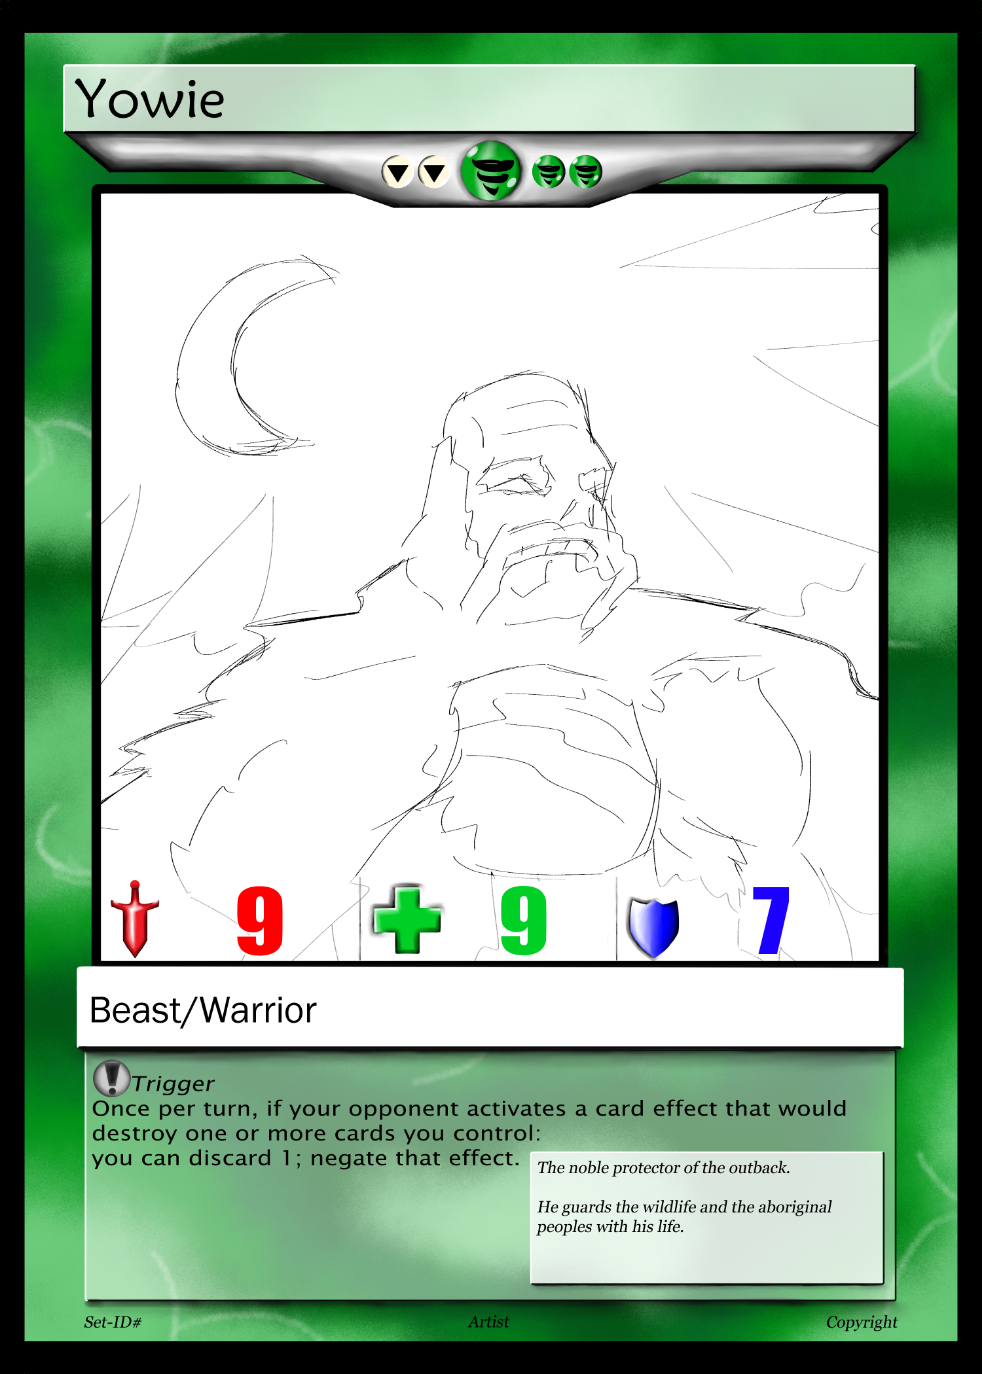 Yowie
9
9
7
Beast/Warrior
Trigger
Once per turn, if your opponent activates a card effect that would
destroy one or more cards you control:
you can discard 1; negate that effect.
The noble protector of the outback.
He guards the wildlife and the aboriginal
peoples with his life.
Set-ID#
Artist
Copyright